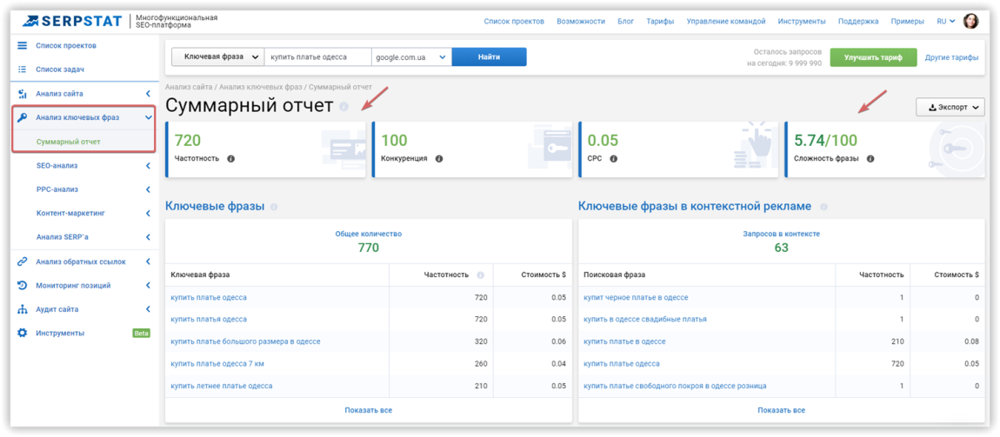 SERPSTAT
Многофункциональная
SEO-платформа
Список проектов Возможности Блог Тарифы Управление командой Инструменты Поддержка Примеры RU
Список проектов
Список задач
Анализ сайта
Анализ ключевых фраз
Суммарный отчет
SEO-анализ
PPC-анализ
Контент-маркетинг
Анализ SERP`а
Анализ обратных ссылок
Мониторинг позиций
Аудит сайта
Инструменты Beta
Ключевая фраза купить платье одесса google.com.ua Найти
Осталось запросов
на сегодня: 9 999 990
Улучшить тариф Другие тарифы
Анализ сайта / Анализ ключевых фраз / Суммарный отчет
Суммарный отчет
Экспорт
720
Частотность
100
Конкуренция
0.05
CPC
5.74/100
Сложность фразы
Ключевые фразы
Общее количество
770
Ключевая фраза Частотность Стоимость $
купить платье одесса 720 0.05
купить платья одесса 720 0.05
купить платье большого размера в одессе 320 0.06
купить платье одесса 7 км 260 0.04
купить летнее платье одесса 210 0.05
Показать все
Ключевые фразы в контекстной рекламе
Запросов в контексте
63
Поисковая фраза Частотность Стоимость $
купит черное платье в одессе 1 0
купить в одессе свадибные платья 1 0
купить платье в одессе 210 0.08
купить платье одесса 720 0.05
купить платье свободного покроя в одессе розница 1 0
Показать все